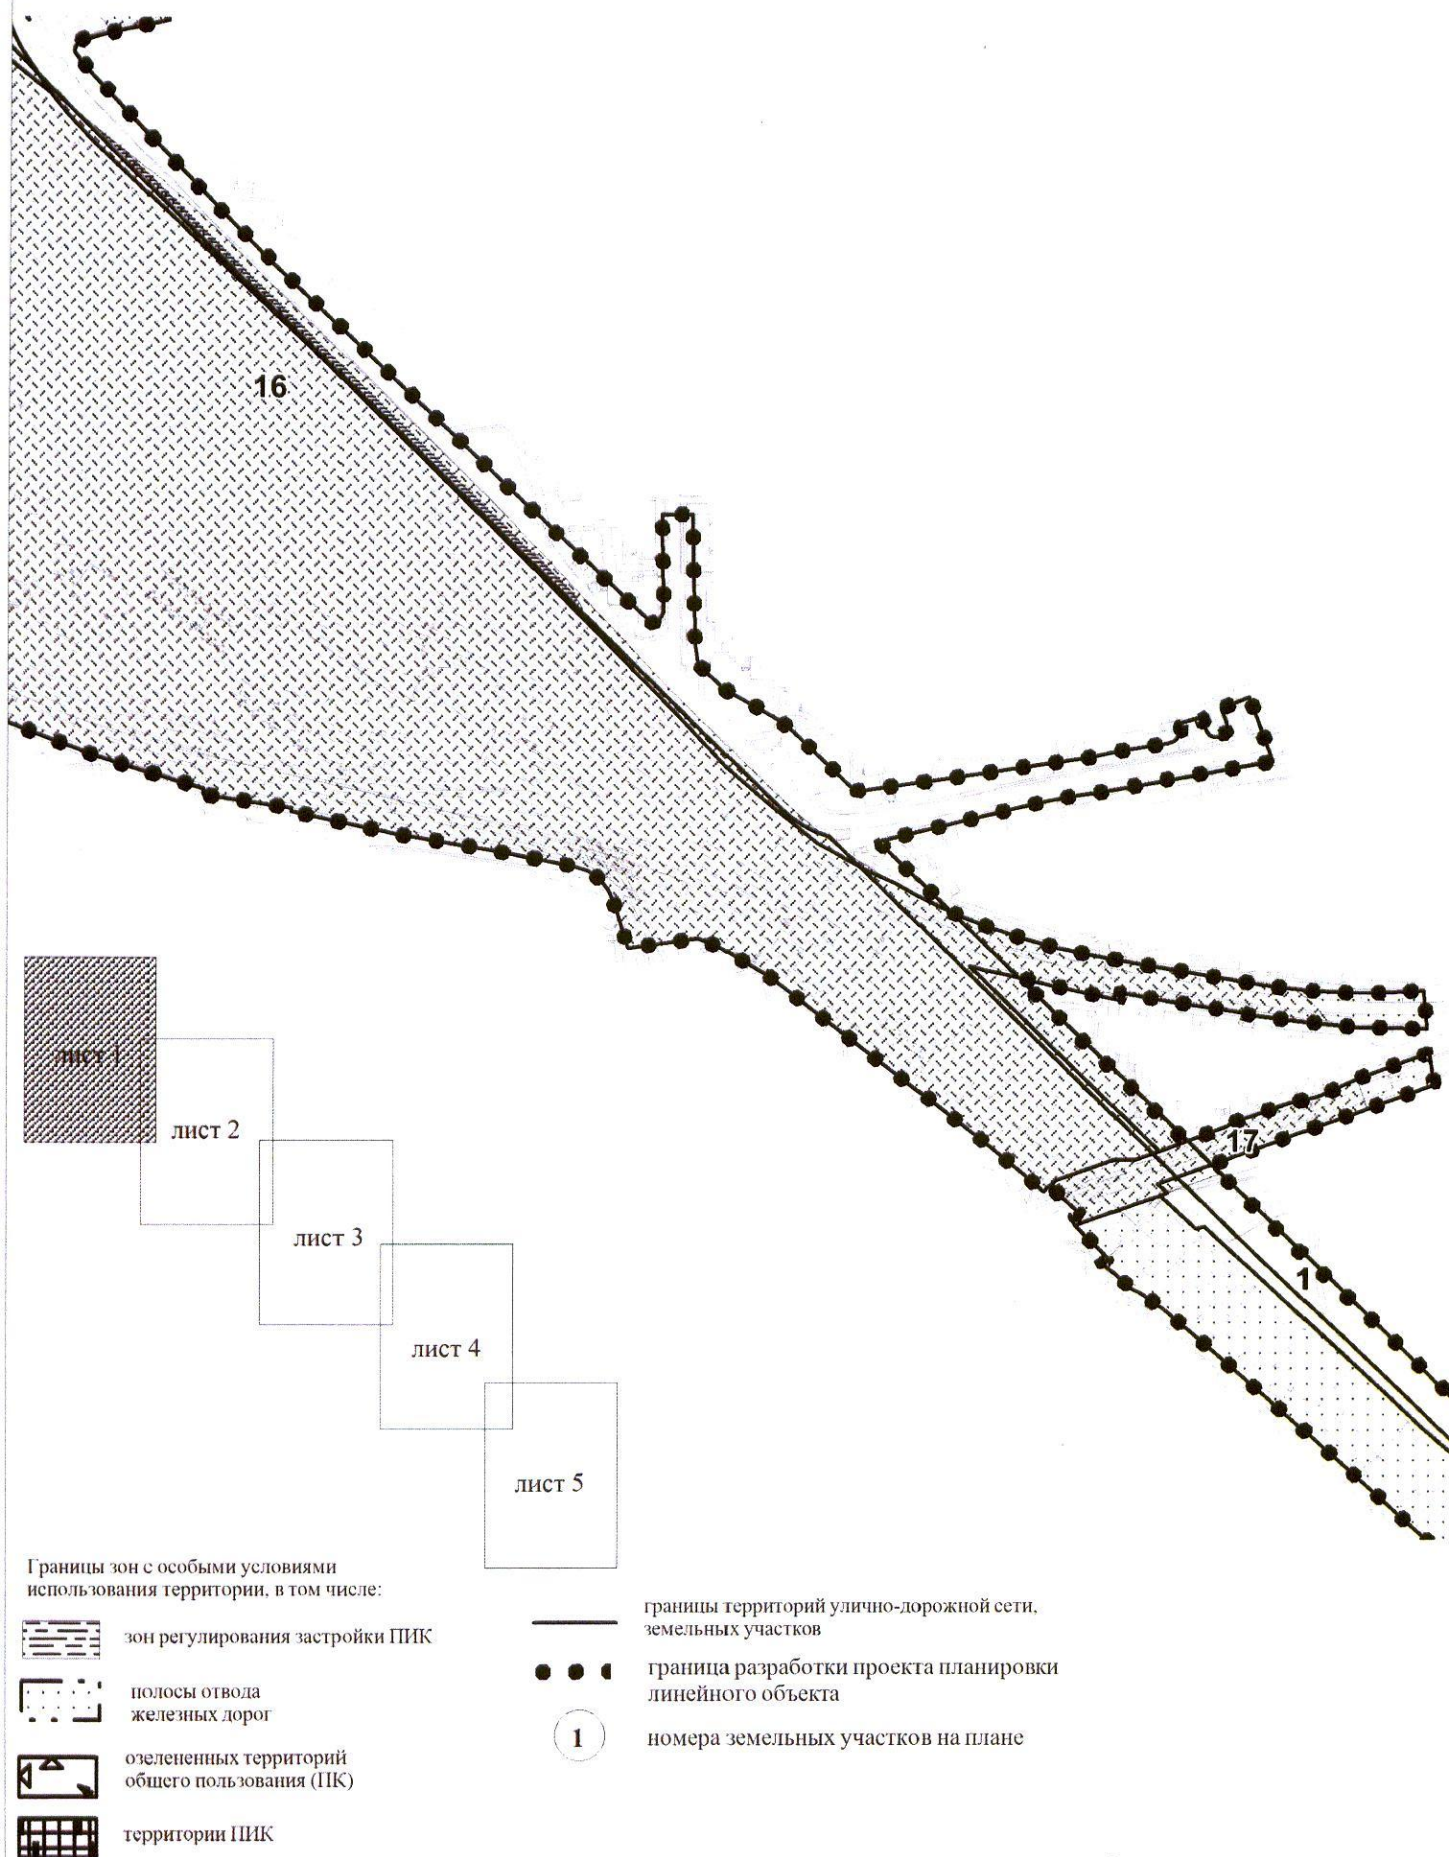 16
17
1
лист 1
лист 2
лист 3
лист 4
лист 5
Границы зон с особыми условиями
использования территории, в том числе:
зон регулирования застройки ПИК
полосы отвода
железных дорог
озелененных территорий
общего пользования (ПК)
территории ПИК
границы территорий улично-дорожной сети,
земельных участков
граница разработки проекта планировки
линейного объекта
1
номера земельных участков на плане